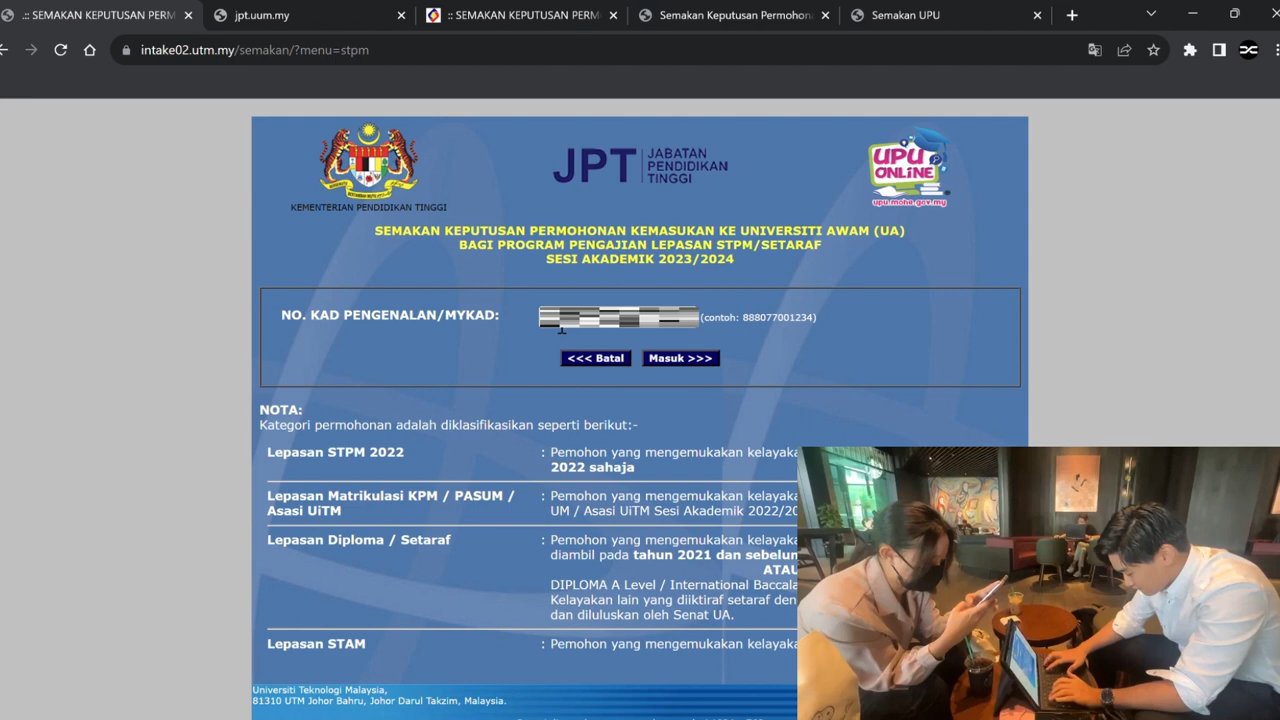 .:: SEMAKAN KEPUTUSAN PERM
jpt.uum.my
:: SEMAKAN KEPUTUSAN PERMOH
Semakan Keputusan Permohona
Semakan UPU
intake02.utm.my/semakan/?menu=stpm
KEMENTERIAN PENDIDIKAN TINGGI
JPT JABATAN
PENDIDIKAN
TINGGI
UPU
ONLINE
upu.mohe.gov.my
SEMAKAN KEPUTUSAN PERMOHONAN KEMASUKAN KE UNIVERSITI AWAM (UA)
BAGI PROGRAM PENGAJIAN LEPASAN STPM/SETARAF
SESI AKADEMIK 2023/2024
NO. KAD PENGENALAN/MYKAD: (contoh: 888077001234)
<<< Batal Masuk >>>
NOTA:
Kategori permohonan adalah diklasifikasikan seperti berikut:-
Lepasan STPM 2022 : Pemohon yang mengemukakan kelayaka
2022 sahaja
Lepasan Matrikulasi KPM / PASUM / : Pemohon yang mengemukakan kelayaka
Asasi UiTM UM / Asasi UiTM Sesi Akademik 2022/20
Lepasan Diploma / Setaraf : Pemohon yang mengemukakan kelayaka
diambil pada tahun 2021 dan sebelun
ATAU
DIPLOMA A Level / International Baccala
Kelayakan lain yang diiktiraf setaraf den
dan diluluskan oleh Senat UA.
Lepasan STAM : Pemohon yang mengemukakan kelayaka
Universiti Teknologi Malaysia,
81310 UTM Johor Bahru, Johor Darul Takzim, Malaysia.